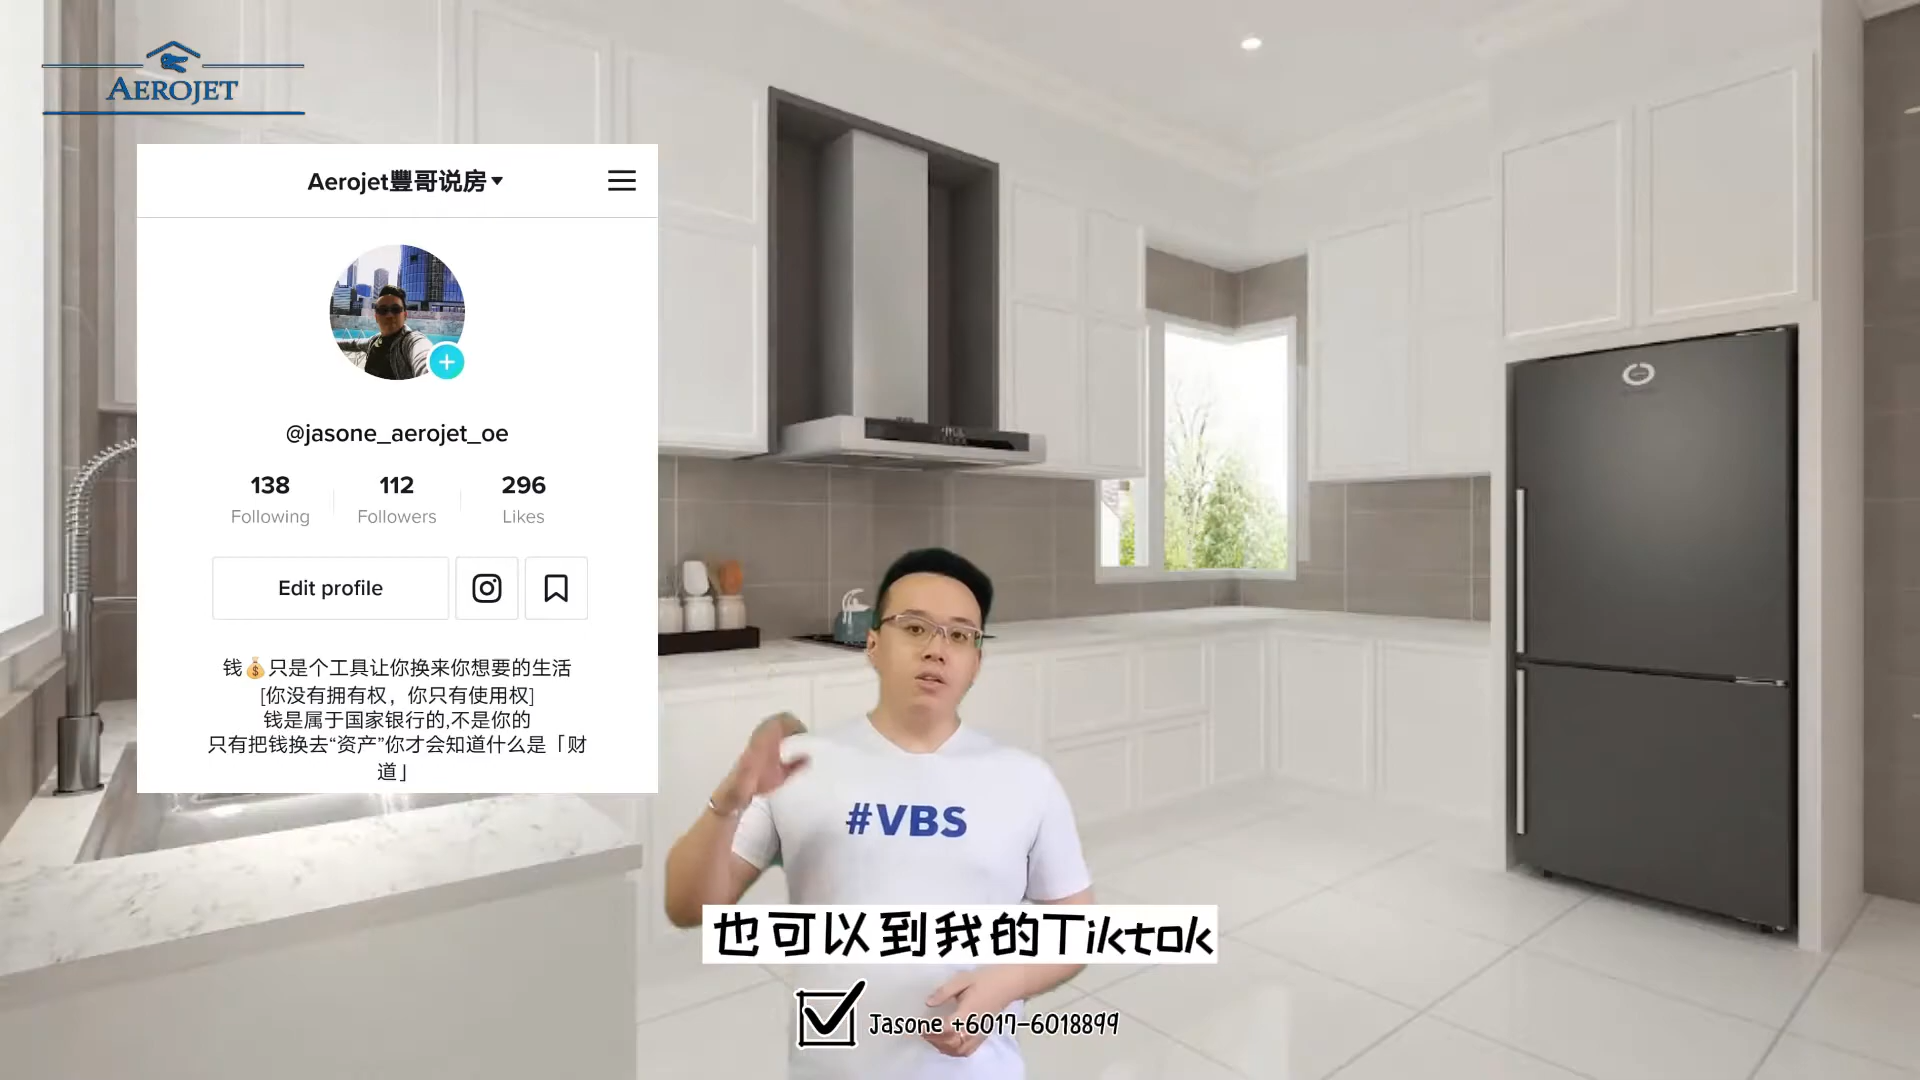 AEROJET
Aerojet豐哥说房
@jasone_aerojet_oe
138 112 296
Following Followers Likes
Edit profile
钱💰只是个工具让你换来你想要的生活
[你没有拥有权，你只有使用权]
钱是属于国家银行的,不是你的
只有把钱换去“资产”你才会知道什么是「财
道」
#VBS
也可以到我的Tiktok
Jasone +6017-6018899